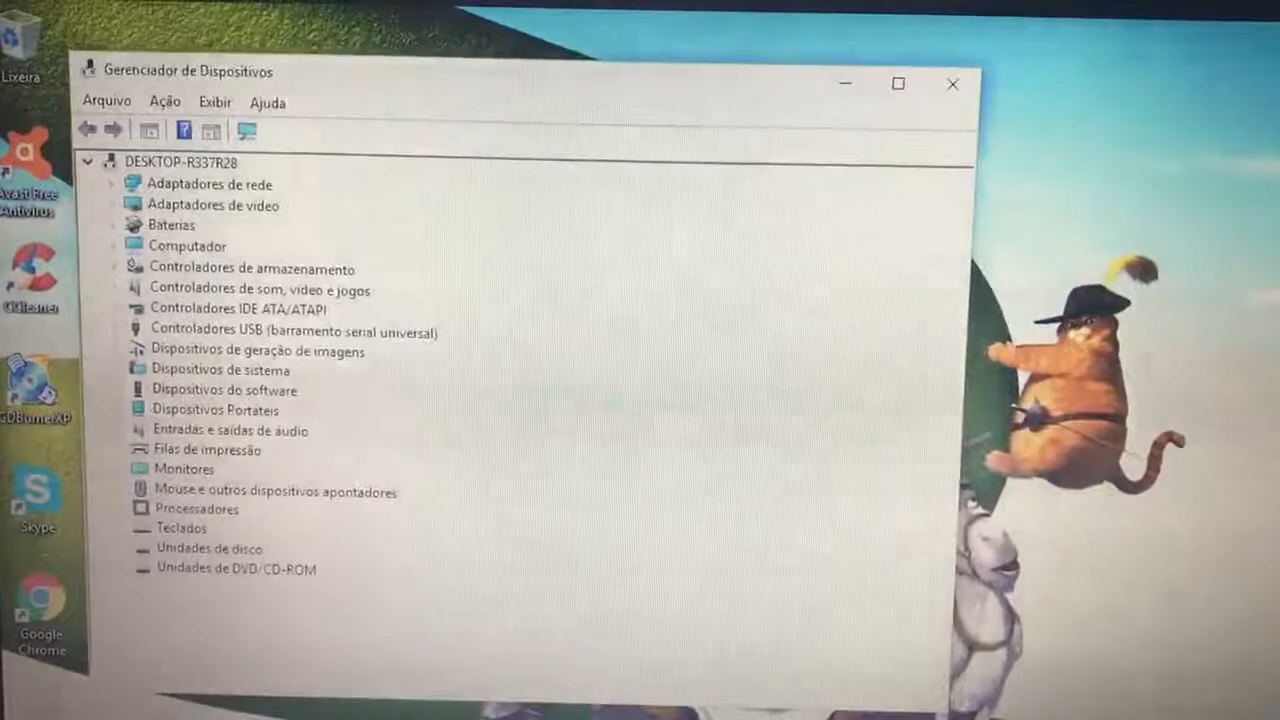 Lixeira
Avast Free
Antivirus
CCleaner
CDBurnerXP
Skype
Google
Chrome
Gerenciador de Dispositivos
Arquivo Ação Exibir Ajuda
DESKTOP-R337R28
Adaptadores de rede
Adaptadores de vídeo
Baterias
Computador
Controladores de armazenamento
Controladores de som, vídeo e jogos
Controladores IDE ATA/ATAPI
Controladores USB (barramento serial universal)
Dispositivos de geração de imagens
Dispositivos de sistema
Dispositivos do software
Dispositivos Portáteis
Entradas e saídas de áudio
Filas de impressão
Monitores
Mouse e outros dispositivos apontadores
Processadores
Teclados
Unidades de disco
Unidades de DVD/CD-ROM